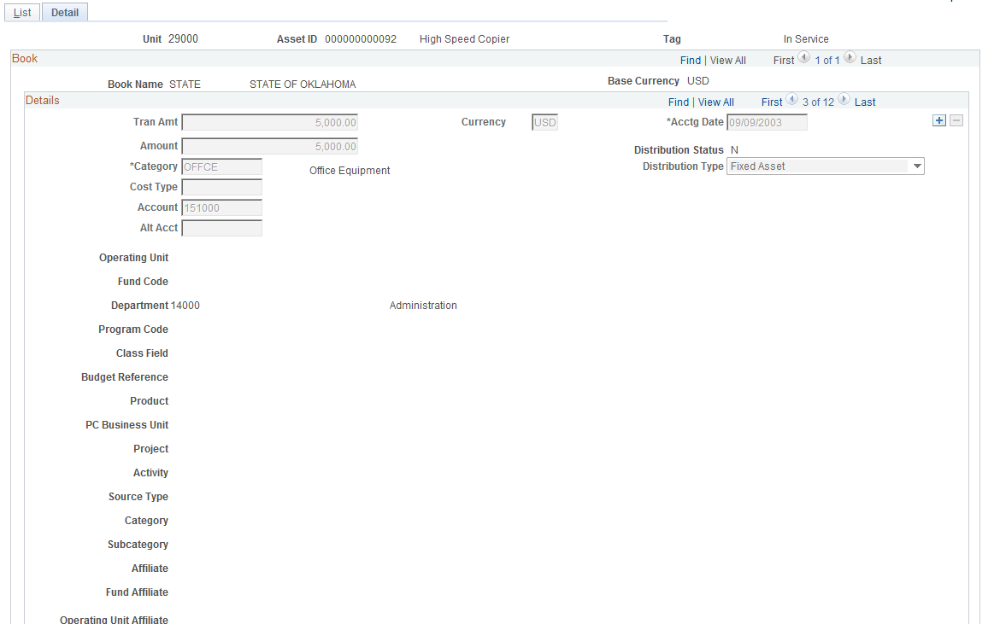 List Detail
Unit 29000 Asset ID 000000000092 High Speed Copier Tag In Service
Book Find | View All First 1 of 1 Last
Book Name STATE STATE OF OKLAHOMA Base Currency USD
Details Find | View All First 3 of 12 Last
Tran Amt 5,000.00 Currency USD *Acctg Date 09/09/2003
Amount 5,000.00
Distribution Status N
*Category OFFCE Office Equipment Distribution Type Fixed Asset
Cost Type
Account 151000
Alt Acct
Operating Unit
Fund Code
Department 14000 Administration
Program Code
Class Field
Budget Reference
Product
PC Business Unit
Project
Activity
Source Type
Category
Subcategory
Affiliate
Fund Affiliate
Operating Unit Affiliate